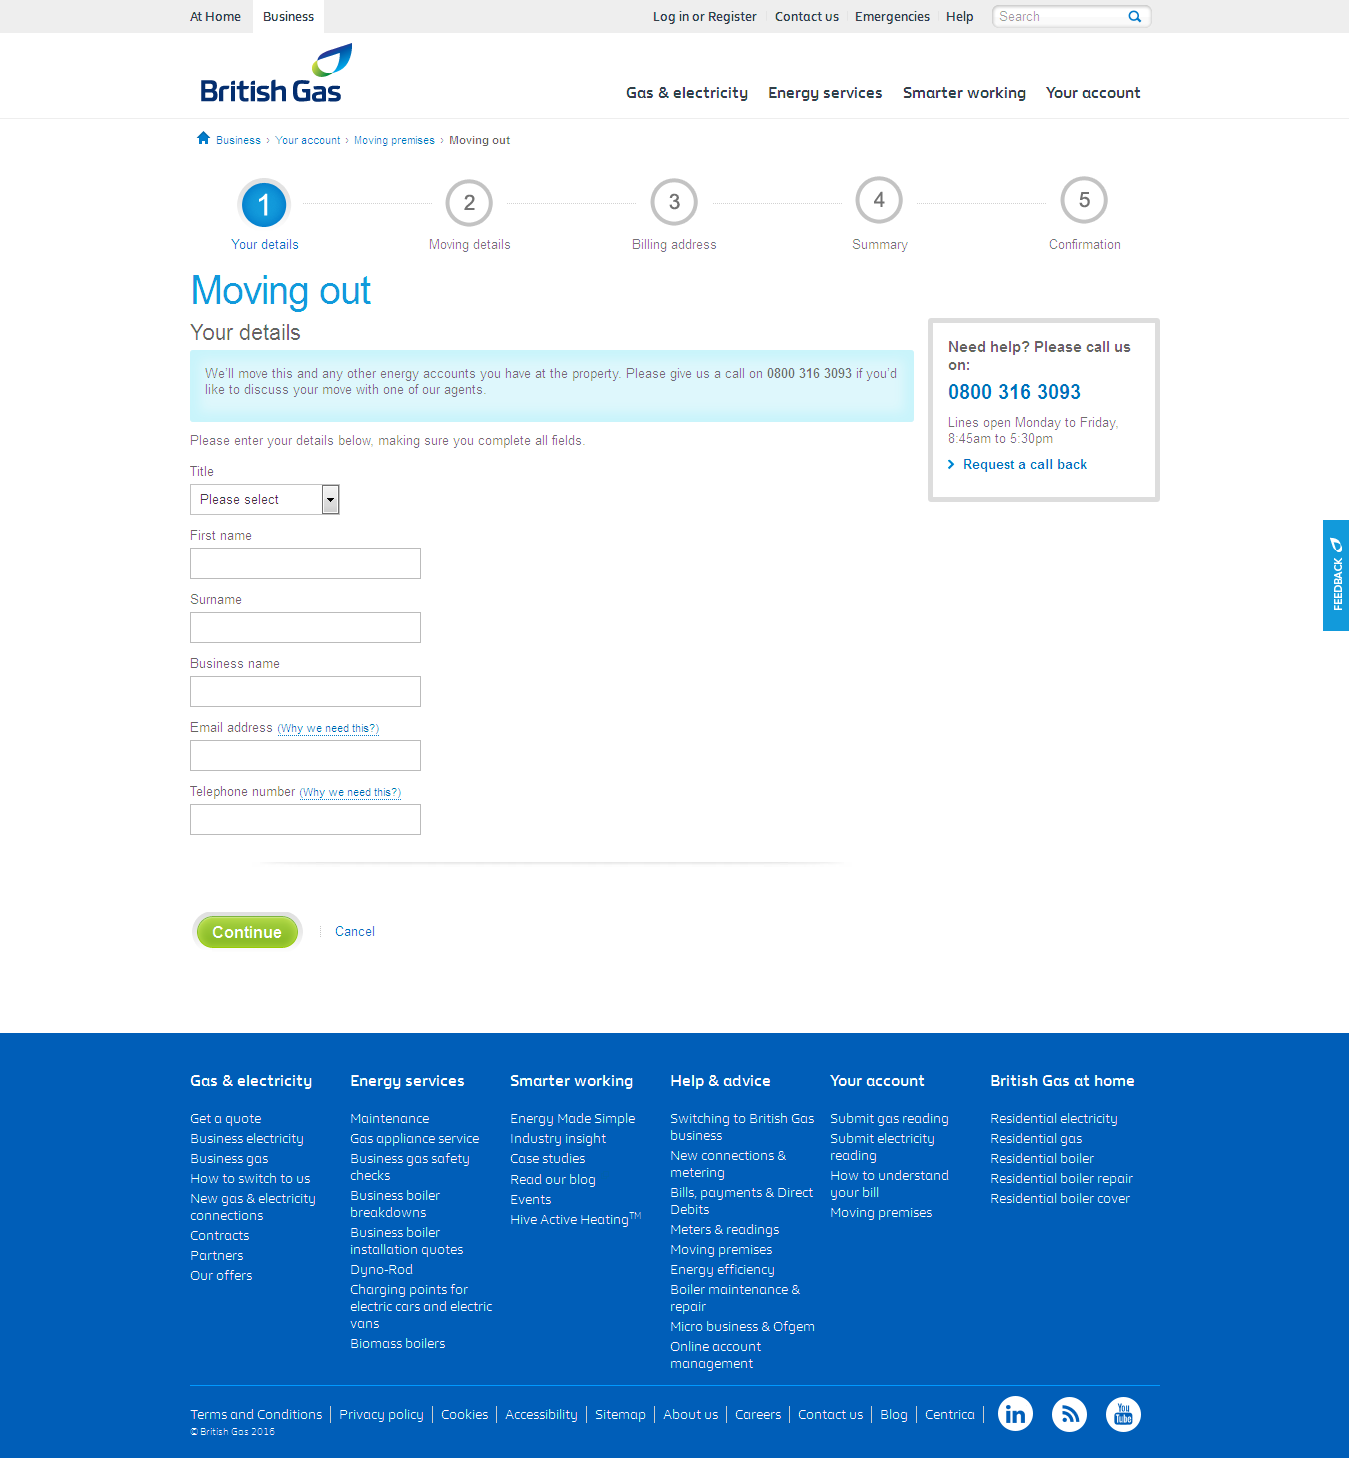 At Home Business Log in or Register Contact us Emergencies Help Search
British Gas
Gas & electricity Energy services Smarter working Your account
Business › Your account › Moving premises › Moving out
1 2 3 4 5
Your details Moving details Billing address Summary Confirmation
Moving out
Your details
We'll move this and any other energy accounts you have at the property. Please give us a call on 0800 316 3093 if you'd
like to discuss your move with one of our agents.
Please enter your details below, making sure you complete all fields.
Title
Please select
First name
Surname
Business name
Email address (Why we need this?)
Telephone number (Why we need this?)
Continue Cancel
Need help? Please call us
on:
0800 316 3093
Lines open Monday to Friday,
8:45am to 5:30pm
Request a call back
FEEDBACK
Gas & electricity
Get a quote
Business electricity
Business gas
How to switch to us
New gas & electricity
connections
Contracts
Partners
Our offers
Energy services
Maintenance
Gas appliance service
Business gas safety
checks
Business boiler
breakdowns
Business boiler
installation quotes
Dyno-Rod
Charging points for
electric cars and electric
vans
Biomass boilers
Smarter working
Energy Made Simple
Industry insight
Case studies
Read our blog
Events
Hive Active Heating™
Help & advice
Switching to British Gas
business
New connections &
metering
Bills, payments & Direct
Debits
Meters & readings
Moving premises
Energy efficiency
Boiler maintenance &
repair
Micro business & Ofgem
Online account
management
Your account
Submit gas reading
Submit electricity
reading
How to understand
your bill
Moving premises
British Gas at home
Residential electricity
Residential gas
Residential boiler
Residential boiler repair
Residential boiler cover
Terms and Conditions Privacy policy Cookies Accessibility Sitemap About us Careers Contact us Blog Centrica in You Tube
© British Gas 2016